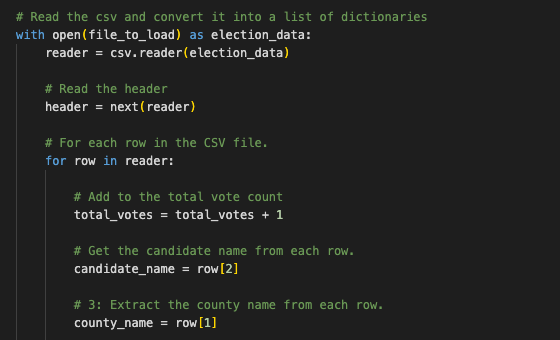 # Read the csv and convert it into a list of dictionaries
with open(file_to_load) as election_data:
    reader = csv.reader(election_data)

    # Read the header
    header = next(reader)

    # For each row in the CSV file.
    for row in reader:

        # Add to the total vote count
        total_votes = total_votes + 1

        # Get the candidate name from each row.
        candidate_name = row[2]

        # 3: Extract the county name from each row.
        county_name = row[1]